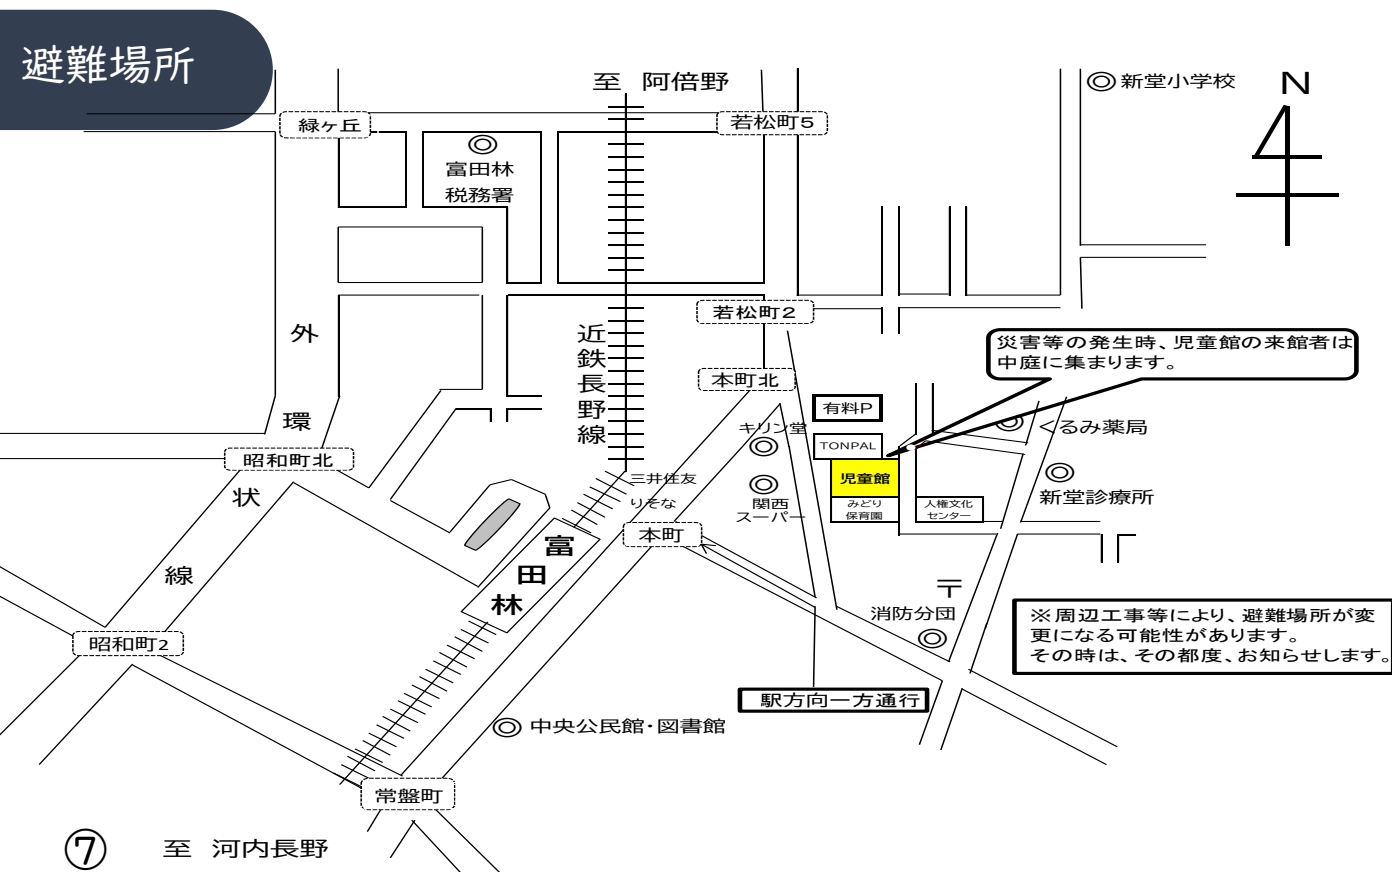 避難場所
至 阿倍野
新堂小学校
N
緑ヶ丘
若松町5
富田林
税務署
若松町2
外
環
状
線
近
鉄
長
野
線
災害等の発生時、児童館の来館者は
中庭に集まります。
本町北
有料P
キリン堂
TONPAL
くるみ薬局
昭和町北
児童館
三井住友
りそな
関西
スーパー
みどり
保育園
人権文化
センター
新堂診療所
本町
富
田
林
〒
消防分団
※周辺工事等により、避難場所が変
更になる可能性があります。
その時は、その都度、お知らせします。
昭和町2
駅方向一方通行
中央公民館・図書館
常盤町
⑦
至 河内長野